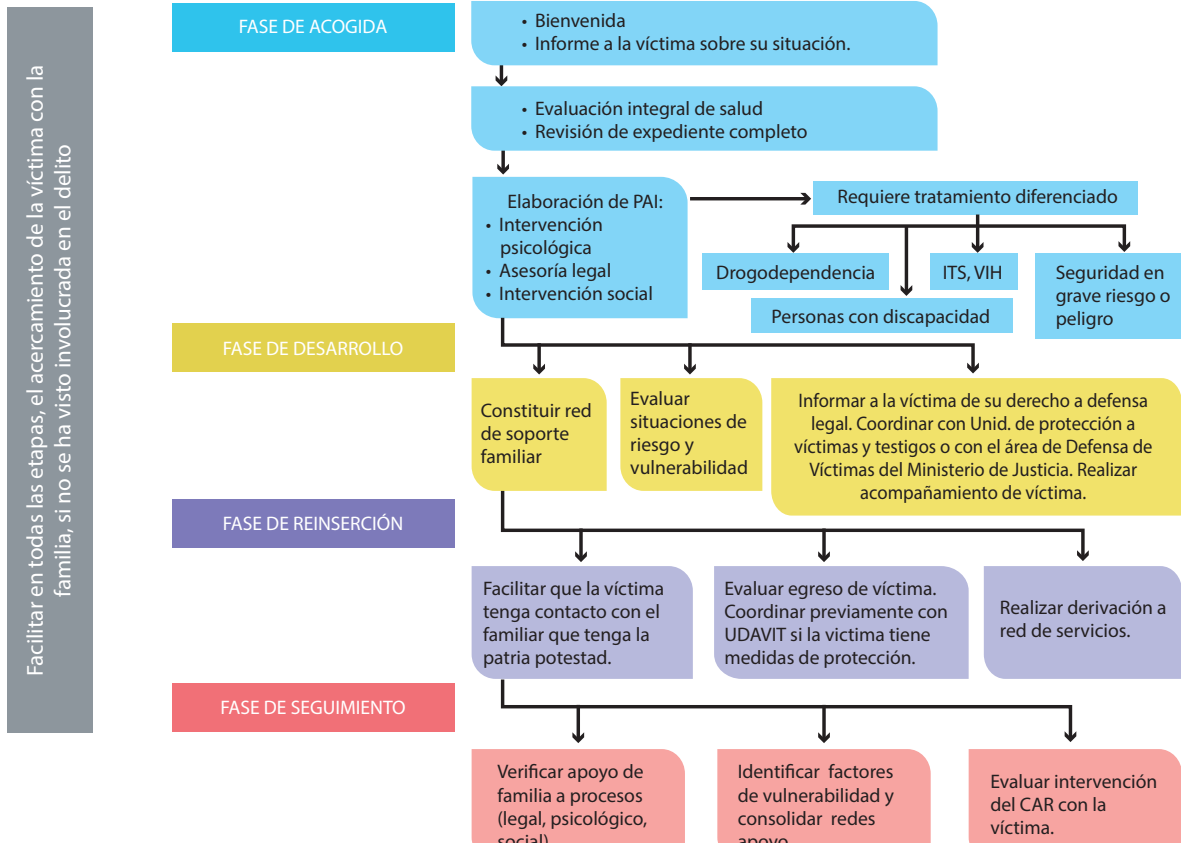 Facilitar en todas las etapas, el acercamiento de la víctima con la
familia, si no se ha visto involucrada en el delito
FASE DE ACOGIDA
• Bienvenida
• Informe a la víctima sobre su situación.
• Evaluación integral de salud
• Revisión de expediente completo
Elaboración de PAI:
• Intervención
psicológica
• Asesoría legal
• Intervención social
Requiere tratamiento diferenciado
Drogodependencia
Personas con discapacidad
ITS, VIH
Seguridad en
grave riesgo o
peligro
FASE DE DESARROLLO
Constituir red
de soporte
familiar
Evaluar
situaciones de
riesgo y
vulnerabilidad
Informar a la víctima de su derecho a defensa
legal. Coordinar con Unid. de protección a
víctimas y testigos o con el área de Defensa de
Víctimas del Ministerio de Justicia. Realizar
acompañamiento de víctima.
FASE DE REINSERCIÓN
Facilitar que la víctima
tenga contacto con el
familiar que tenga la
patria potestad.
Evaluar egreso de víctima.
Coordinar previamente con
UDAVIT si la victima tiene
medidas de protección.
Realizar derivación a
red de servicios.
FASE DE SEGUIMIENTO
Verificar apoyo de
familia a procesos
(legal, psicológico,
social)
Identificar factores
de vulnerabilidad y
consolidar redes
apoyo
Evaluar intervención
del CAR con la
víctima.